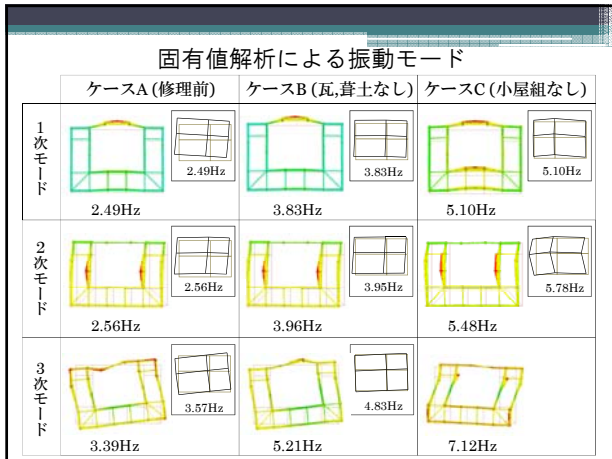 固有値解析による振動モード
ケースA (修理前)
ケースB (瓦,葺土なし)
ケースC (小屋組なし)
1次モード
2.49Hz
2.49Hz
3.83Hz
3.83Hz
5.10Hz
5.10Hz
2次モード
2.56Hz
2.56Hz
3.95Hz
3.96Hz
5.78Hz
5.48Hz
3次モード
3.57Hz
3.39Hz
4.83Hz
5.21Hz
7.12Hz